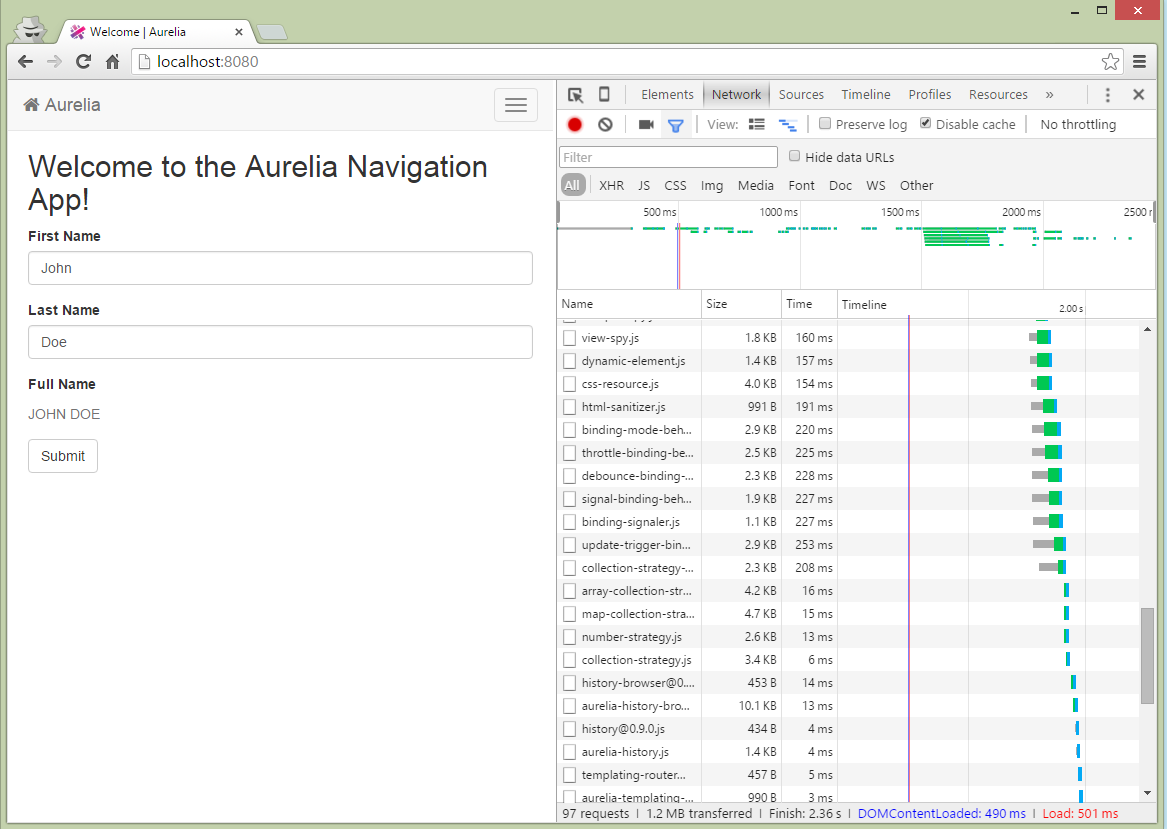 Welcome | Aurelia
localhost:8080
Aurelia
Welcome to the Aurelia Navigation
App!
First Name
John
Last Name
Doe
Full Name
JOHN DOE
Submit
Elements Network Sources Timeline Profiles Resources »
View: Preserve log Disable cache No throttling
Filter Hide data URLs
All XHR JS CSS Img Media Font Doc WS Other
500 ms 1000 ms 1500 ms 2000 ms 2500
Name Size Time Timeline 2.00 s
view-spy.js 1.8 KB 160 ms
dynamic-element.js 1.4 KB 157 ms
css-resource.js 4.0 KB 154 ms
html-sanitizer.js 991 B 191 ms
binding-mode-beh... 2.9 KB 220 ms
throttle-binding-be... 2.5 KB 225 ms
debounce-binding-... 2.3 KB 228 ms
signal-binding-beh... 1.9 KB 227 ms
binding-signaler.js 1.1 KB 227 ms
update-trigger-bin... 2.9 KB 253 ms
collection-strategy-... 2.3 KB 208 ms
array-collection-str... 4.2 KB 16 ms
map-collection-stra... 4.7 KB 15 ms
number-strategy.js 2.6 KB 13 ms
collection-strategy.js 3.4 KB 6 ms
history-browser@0.... 453 B 14 ms
aurelia-history-bro... 10.1 KB 13 ms
history@0.9.0.js 434 B 4 ms
aurelia-history.js 1.4 KB 4 ms
templating-router... 457 B 5 ms
aurelia-templating-... 990 B 3 ms
97 requests | 1.2 MB transferred | Finish: 2.36 s | DOMContentLoaded: 490 ms | Load: 501 ms